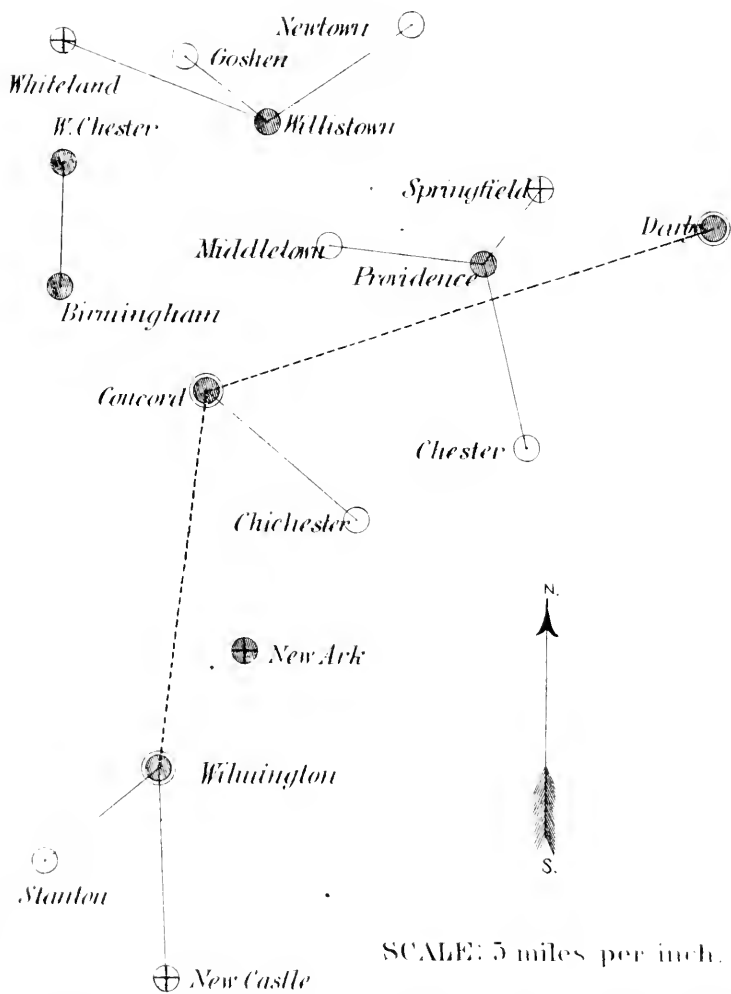 Newtown
Goshen
Whiteland
W. Chester
Willistown
Springfield
Darby
Middletown
Providence
Birmingham
Concord
Chester
Chichester
N.
New Ark
Wilmington
S.
Stanton
SCALE: 5 miles per inch.
New Castle